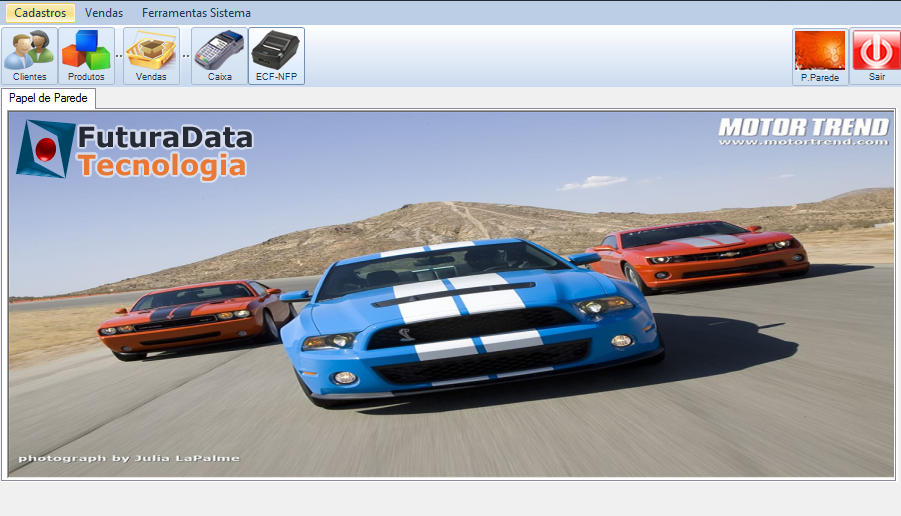 Cadastros Vendas Ferramentas Sistema
Clientes Produtos Vendas Caixa ECF-NFP P.Parede Sair
Papel de Parede
FuturaData
Tecnologia
MOTOR TREND
www.motortrend.com
photograph by Julia LaPalme